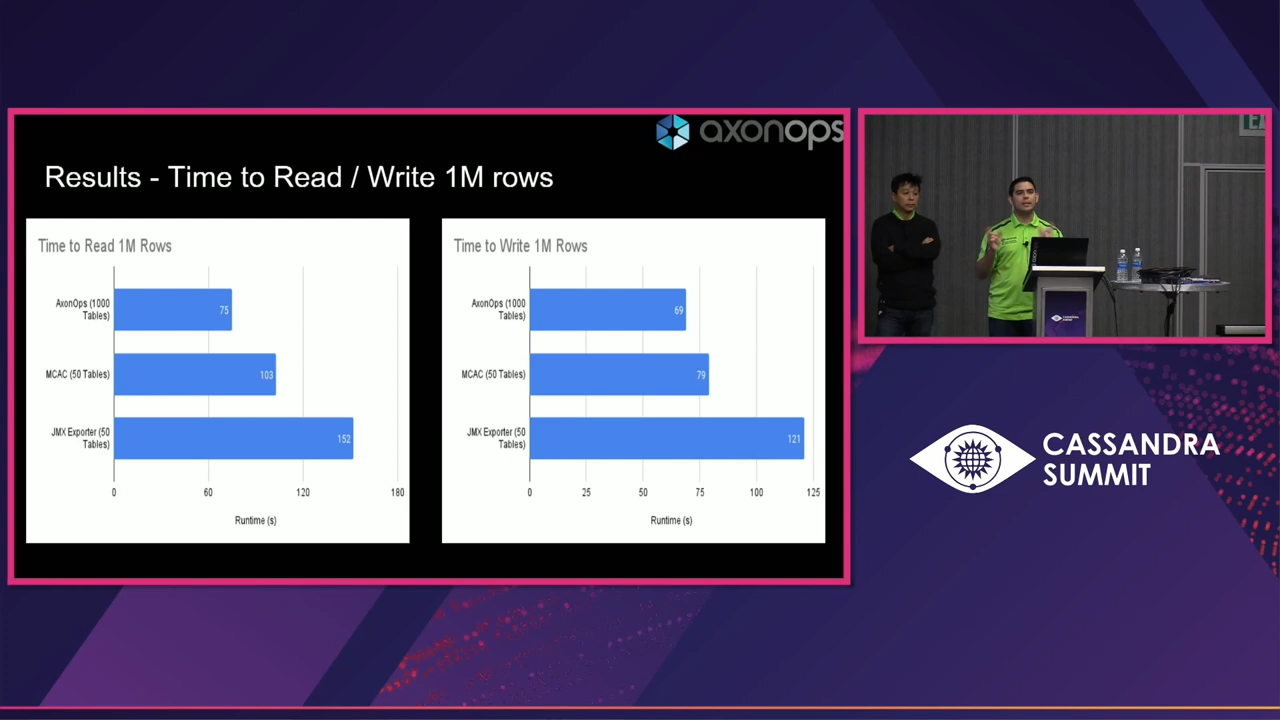 axonops
Results - Time to Read / Write 1M rows
Time to Read 1M Rows
AxonOps (1000
Tables)
75
MCAC (50 Tables)
103
JMX Exporter (50
Tables)
152
0
60
120
180
Runtime (s)
Time to Write 1M Rows
AxonOps (1000
Tables)
69
MCAC (50 Tables)
79
JMX Exporter (50
Tables)
121
0
25
50
75
100
125
Runtime (s)
CASSANDRA
SUMMIT